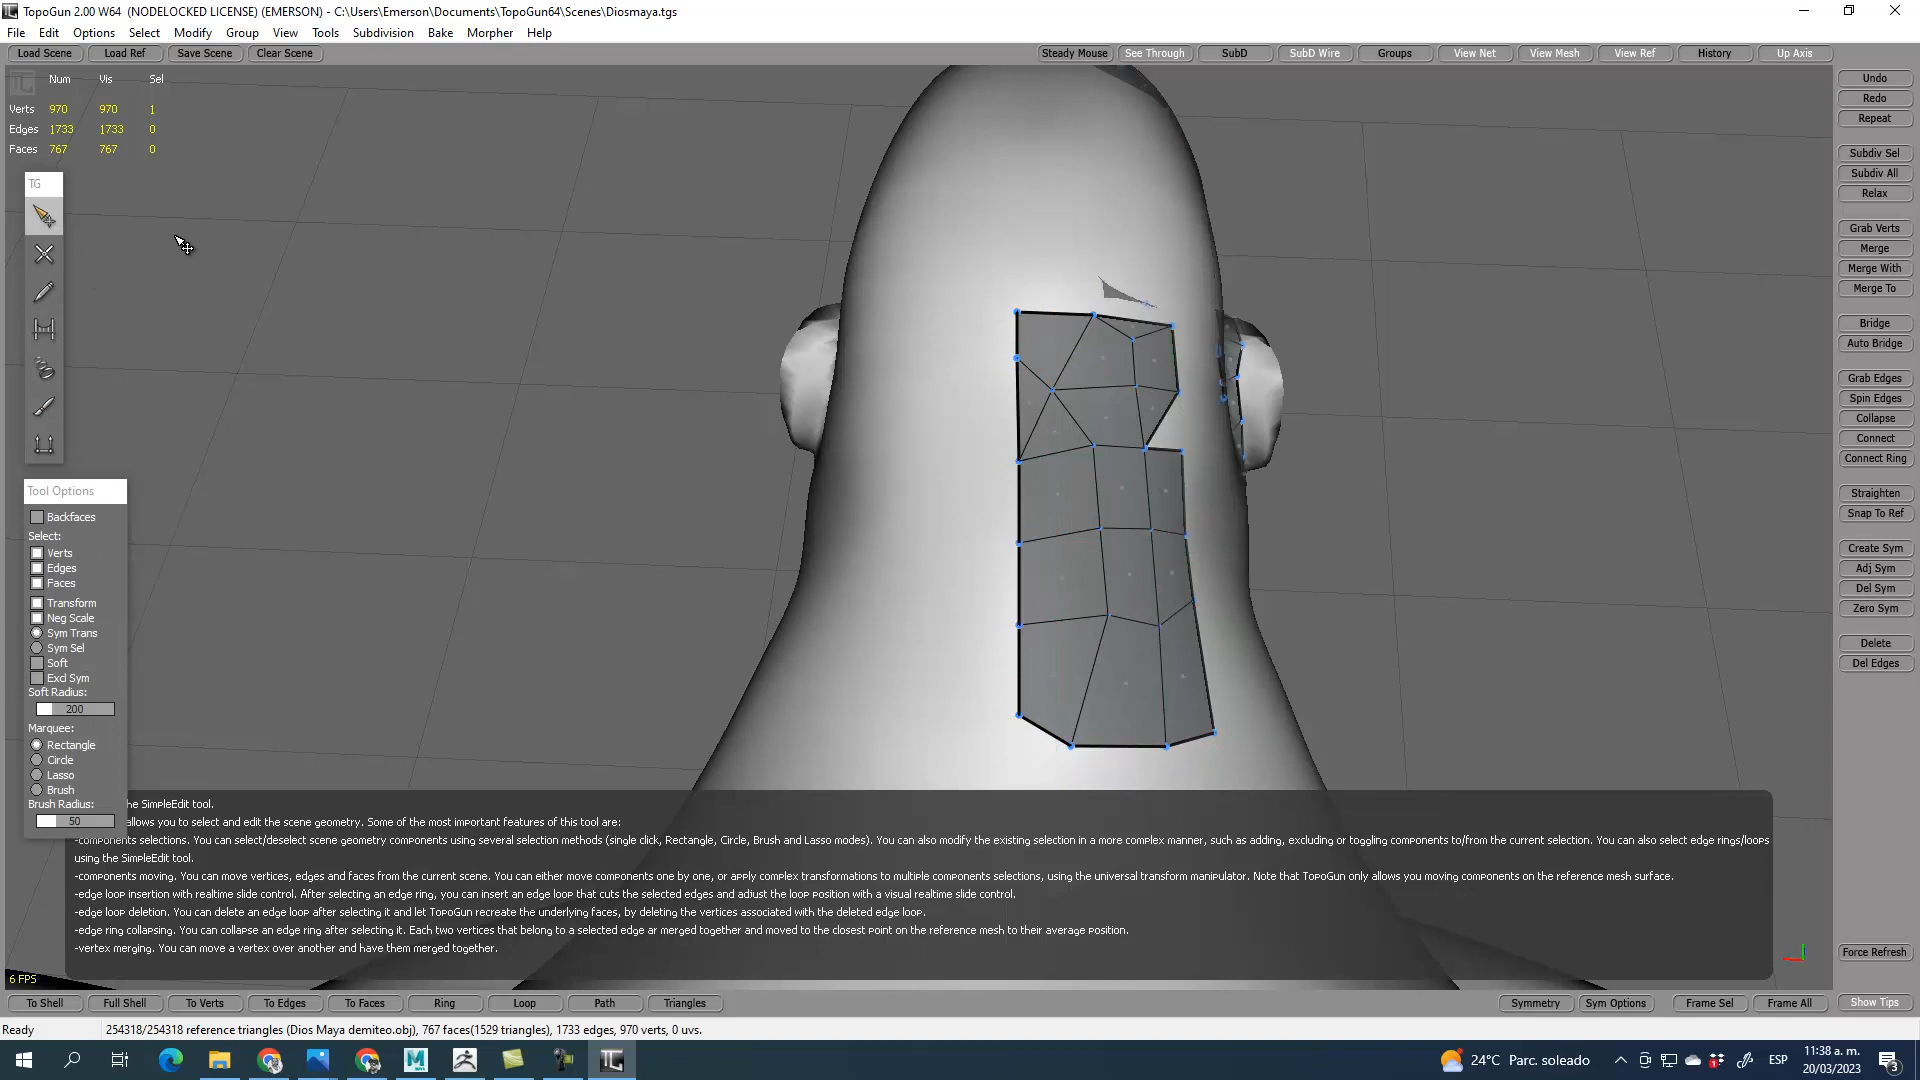 TopoGun 2.00 W64  (NODELOCKED LICENSE) (EMERSON) - C:\Users\Emerson\Documents\TopoGun64\Scenes\Diosmaya.tgs
File Edit Options Select Modify Group View Tools Subdivision Bake Morpher Help
Load Scene Load Ref Save Scene Clear Scene Steady Mouse See Through SubD SubD Wire Groups View Net View Mesh View Ref History Up Axis
Num Vis Sel
Verts 970 970 1
Edges 1733 1733 0
Faces 767 767 0
TG
Tool Options
Backfaces
Select:
Verts
Edges
Faces
Transform
Neg Scale
Sym Trans
Sym Sel
Soft
Excl Sym
Soft Radius:
200
Marquee:
Rectangle
Circle
Lasso
Brush
Brush Radius:
50
Undo
Redo
Repeat
Subdiv Sel
Subdiv All
Relax
Grab Verts
Merge
Merge With
Merge To
Bridge
Auto Bridge
Grab Edges
Spin Edges
Collapse
Connect
Connect Ring
Straighten
Snap To Ref
Create Sym
Adj Sym
Del Sym
Zero Sym
Delete
Del Edges
Force Refresh
Show Tips
he SimpleEdit tool.
allows you to select and edit the scene geometry. Some of the most important features of this tool are:
-components selections. You can select/deselect scene geometry components using several selection methods (single click, Rectangle, Circle, Brush and Lasso modes). You can also modify the existing selection in a more complex manner, such as adding, excluding or toggling components to/from the current selection. You can also select edge rings/loops
using the SimpleEdit tool.
-components moving. You can move vertices, edges and faces from the current scene. You can either move components one by one, or apply complex transformations to multiple components selections, using the universal transform manipulator. Note that TopoGun only allows you moving components on the reference mesh surface.
-edge loop insertion with realtime slide control. After selecting an edge ring, you can insert an edge loop that cuts the selected edges and adjust the loop position with a visual realtime slide control.
-edge loop deletion. You can delete an edge loop after selecting it and let TopoGun recreate the underlying faces, by deleting the vertices associated with the deleted edge loop.
-edge ring collapsing. You can collapse an edge ring after selecting it. Each two vertices that belong to a selected edge ar merged together and moved to the closest point on the reference mesh to their average position.
-vertex merging. You can move a vertex over another and have them merged together.
6 FPS
To Shell Full Shell To Verts To Edges To Faces Ring Loop Path Triangles Symmetry Sym Options Frame Sel Frame All
Ready 254318/254318 reference triangles (Dios Maya demiteo.obj), 767 faces(1529 triangles), 1733 edges, 970 verts, 0 uvs.
24°C Parc. soleado ESP 11:38 a. m.
20/03/2023
3